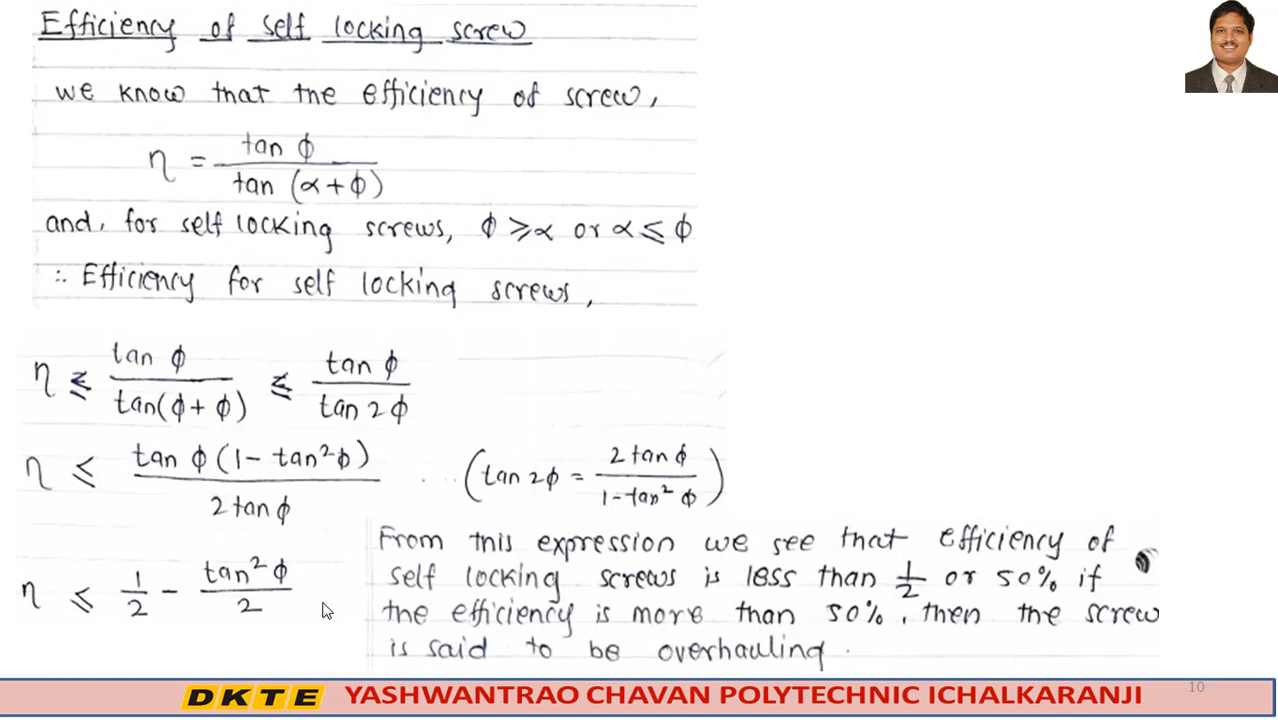 Efficiency of self locking screw
we know that the efficiency of screw,
η = tan ϕ / tan (α + ϕ)
and, for self locking screws, ϕ ⩾ α or α ⩽ ϕ
∴ Efficiency for self locking screws,
η ⩽ tan ϕ / tan(ϕ + ϕ) ⩽ tan ϕ / tan 2ϕ
η ⩽ tan ϕ (1 - tan² ϕ) / 2 tan ϕ . . . (tan 2ϕ = 2 tan ϕ / 1 - tan² ϕ)
η ⩽ 1/2 - tan² ϕ / 2
From this expression we see that efficiency of
self locking screws is less than 1/2 or 50% if
the efficiency is more than 50%, then the screw
is said to be overhauling.
DKTE YASHWANTRAO CHAVAN POLYTECHNIC ICHALKARANJI 10